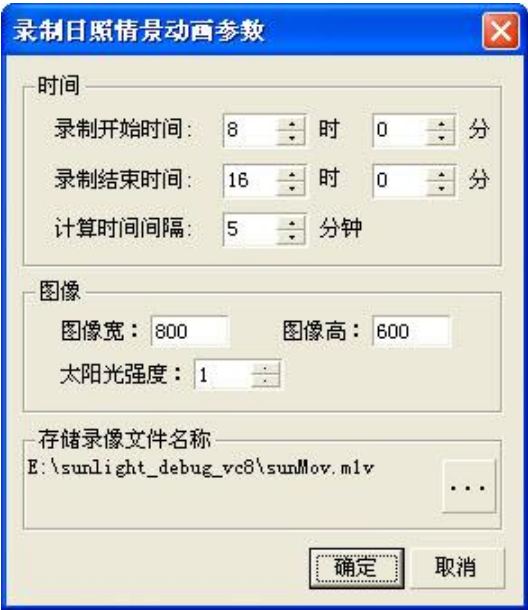 录制日照情景动画参数
时间
录制开始时间: 8 时 0 分
录制结束时间: 16 时 0 分
计算时间间隔: 5 分钟
图像
图像宽: 800 图像高: 600
太阳光强度: 1
存储录像文件名称
E:\sunlight_debug_vc8\sunMov.m1v
...
确定 取消